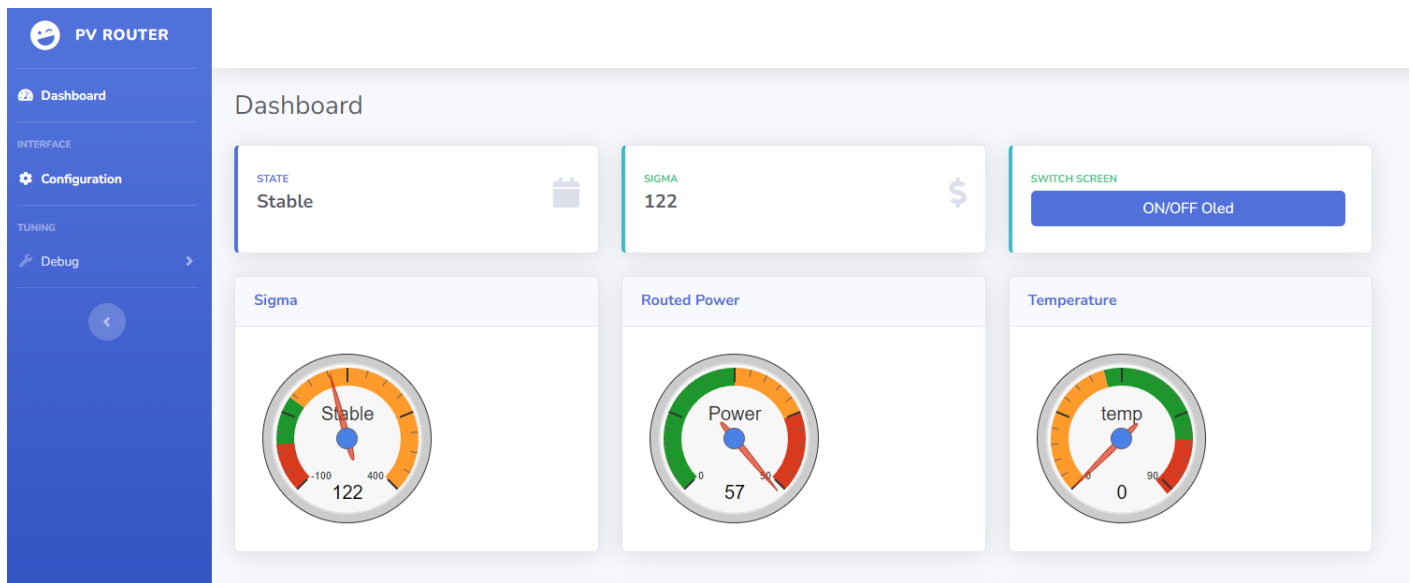 PV ROUTER
Dashboard
INTERFACE
Configuration
TUNING
Debug
Dashboard
STATE
Stable
SIGMA
122
SWITCH SCREEN
ON/OFF Oled
Sigma
Stable
-100 400
122
Routed Power
Power
0 50
57
Temperature
temp
0 90
0